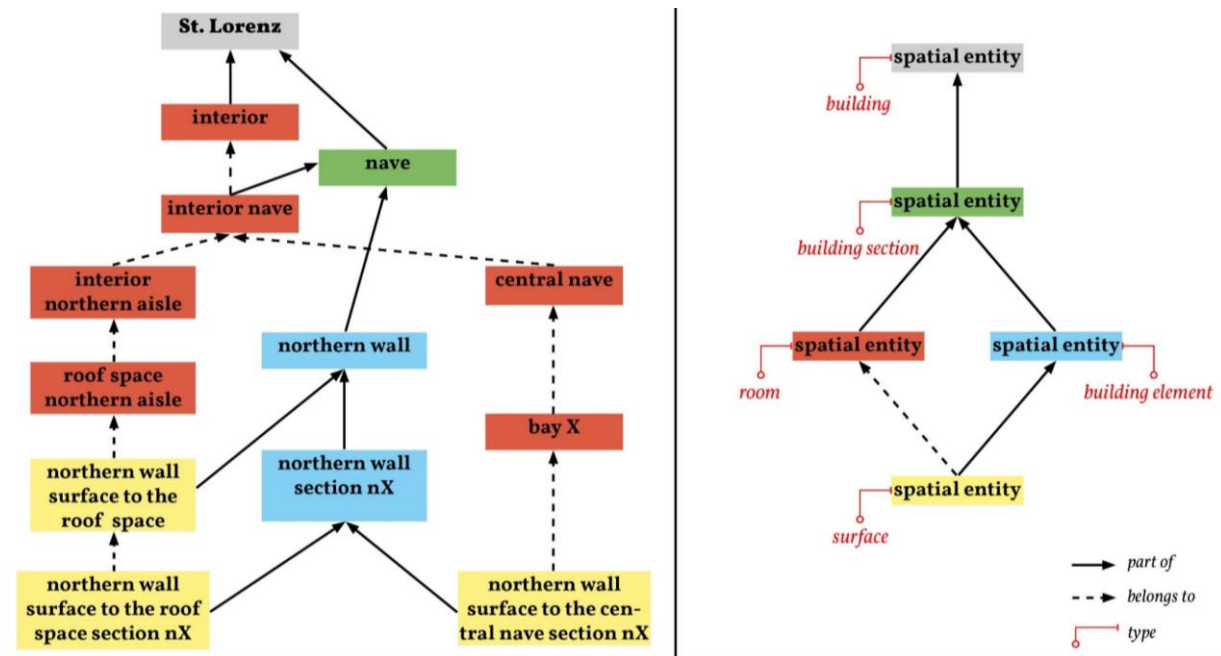 St. Lorenz
interior
nave
interior nave
interior
northern aisle
central nave
northern wall
roof space
northern aisle
bay X
northern wall
surface to the
roof space
northern wall
section nX
northern wall
surface to the roof
space section nX
northern wall
surface to the cen-
tral nave section nX
spatial entity
building
spatial entity
building section
spatial entity
spatial entity
room
building element
spatial entity
surface
part of
belongs to
type